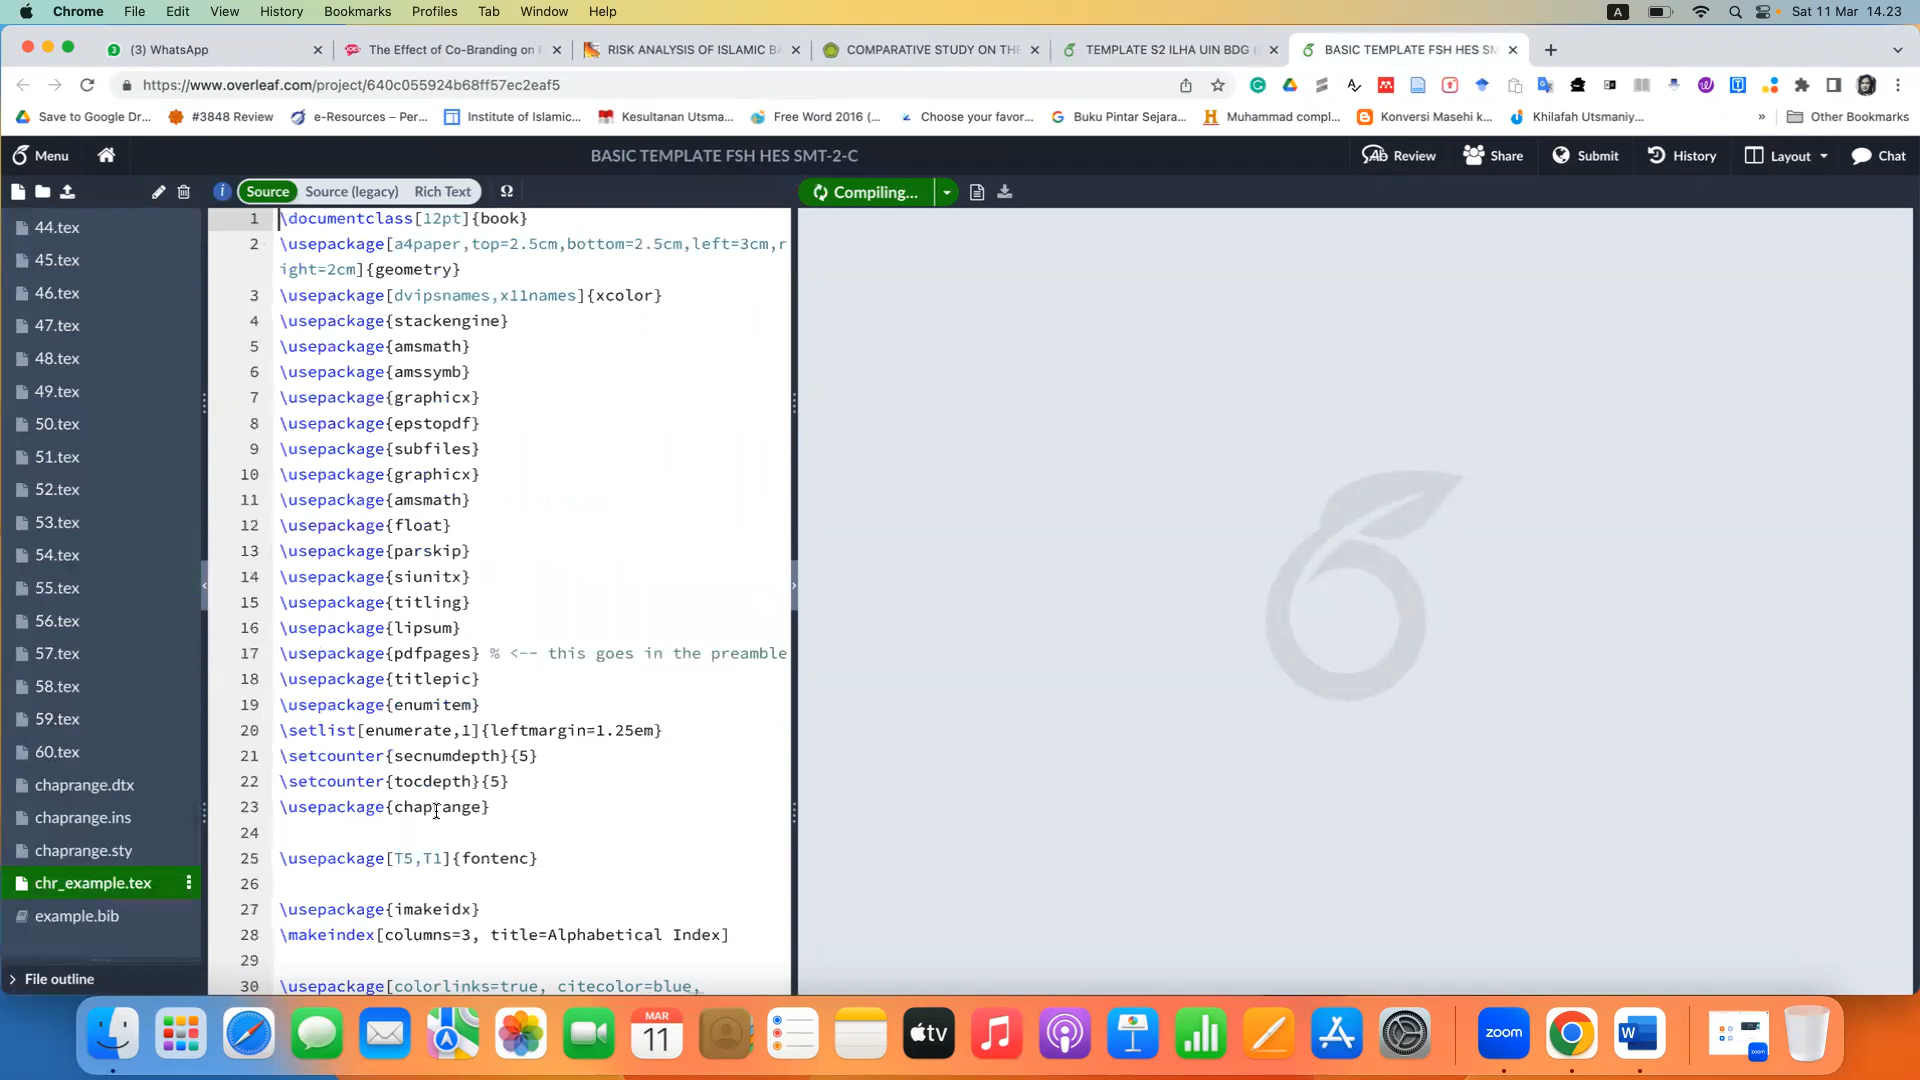 Chrome File Edit View History Bookmarks Profiles Tab Window Help A Sat 11 Mar 14.23
(3) WhatsApp The Effect of Co-Branding on P RISK ANALYSIS OF ISLAMIC BA COMPARATIVE STUDY ON THE TEMPLATE S2 ILHA UIN BDG ( BASIC TEMPLATE FSH HES SM
https://www.overleaf.com/project/640c055924b68ff57ec2eaf5
Save to Google Dr... #3848 Review e-Resources – Per... Institute of Islamic... Kesultanan Utsma... Free Word 2016 (... Choose your favor... Buku Pintar Sejara... Muhammad compl... Konversi Masehi k... Khilafah Utsmaniy... » Other Bookmarks
Menu BASIC TEMPLATE FSH HES SMT-2-C Review Share Submit History Layout Chat
Source Source (legacy) Rich Text Ω Compiling...
44.tex
45.tex
46.tex
47.tex
48.tex
49.tex
50.tex
51.tex
52.tex
53.tex
54.tex
55.tex
56.tex
57.tex
58.tex
59.tex
60.tex
chaprange.dtx
chaprange.ins
chaprange.sty
chr_example.tex
example.bib
File outline
1 \documentclass[12pt]{book}
2 \usepackage[a4paper,top=2.5cm,bottom=2.5cm,left=3cm,r
ight=2cm]{geometry}
3 \usepackage[dvipsnames,x11names]{xcolor}
4 \usepackage{stackengine}
5 \usepackage{amsmath}
6 \usepackage{amssymb}
7 \usepackage{graphicx}
8 \usepackage{epstopdf}
9 \usepackage{subfiles}
10 \usepackage{graphicx}
11 \usepackage{amsmath}
12 \usepackage{float}
13 \usepackage{parskip}
14 \usepackage{siunitx}
15 \usepackage{titling}
16 \usepackage{lipsum}
17 \usepackage{pdfpages} % <-- this goes in the preamble
18 \usepackage{titlepic}
19 \usepackage{enumitem}
20 \setlist[enumerate,1]{leftmargin=1.25em}
21 \setcounter{secnumdepth}{5}
22 \setcounter{tocdepth}{5}
23 \usepackage{chaprange}
24
25 \usepackage[T5,T1]{fontenc}
26
27 \usepackage{imakeidx}
28 \makeindex[columns=3, title=Alphabetical Index]
29
30 \usepackage[colorlinks=true, citecolor=blue,
MAR
11
tv
zoom
W
zoom